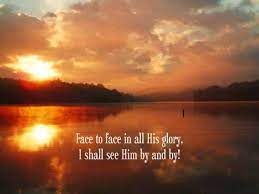 Face to face in all His glory,
I shall see Him by and by!